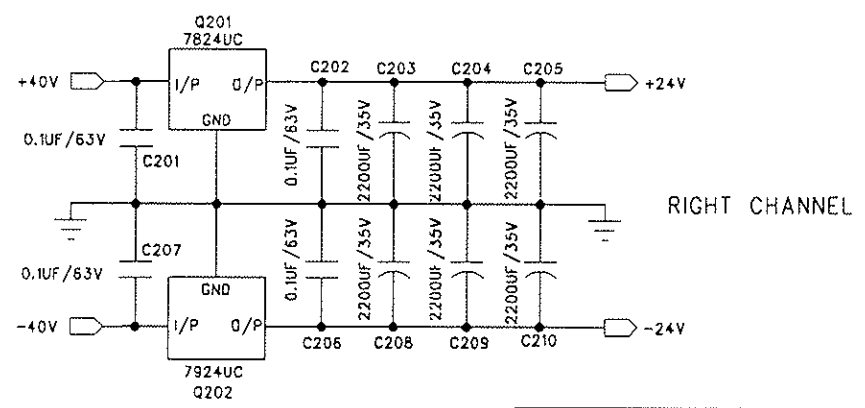 Q201
7824UC
+40V
I/P
O/P
GND
C202
C203
C204
C205
+24V
0.1UF/63V
C201
0.1UF/63V
2200UF/35V
2200UF/35V
2200UF/35V
RIGHT CHANNEL
C207
0.1UF/63V
0.1UF/63V
2200UF/35V
2200UF/35V
2200UF/35V
GND
-40V
I/P
O/P
-24V
C206
C208
C209
C210
7924UC
Q202